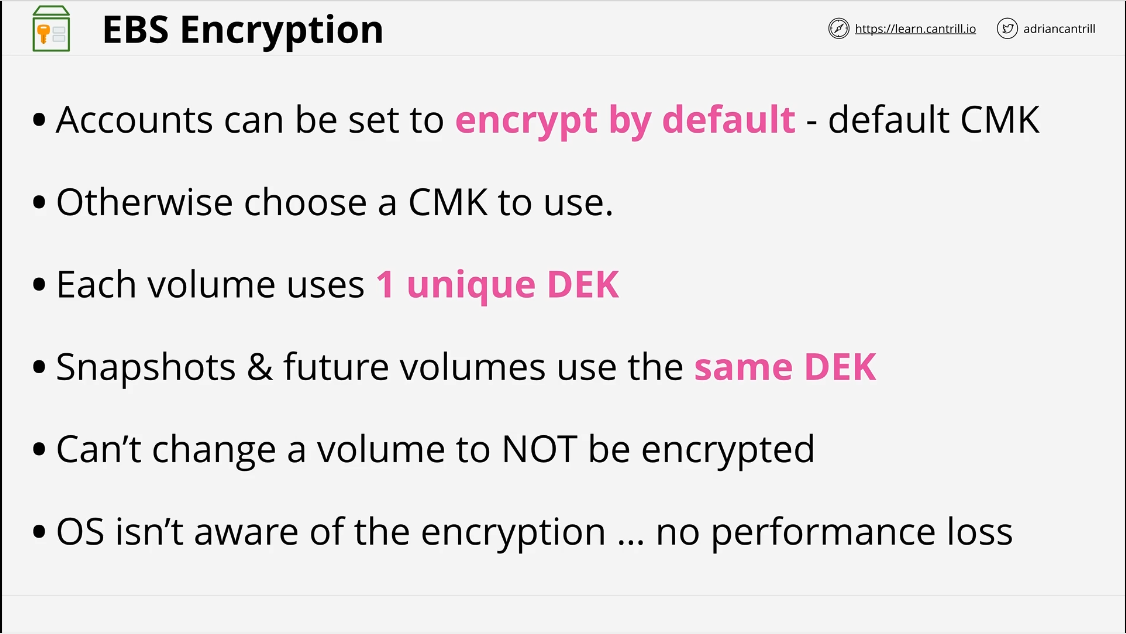 EBS Encryption
https://learn.cantrill.io
adriancantrill
• Accounts can be set to encrypt by default - default CMK
• Otherwise choose a CMK to use.
• Each volume uses 1 unique DEK
• Snapshots & future volumes use the same DEK
• Can’t change a volume to NOT be encrypted
• OS isn’t aware of the encryption ... no performance loss